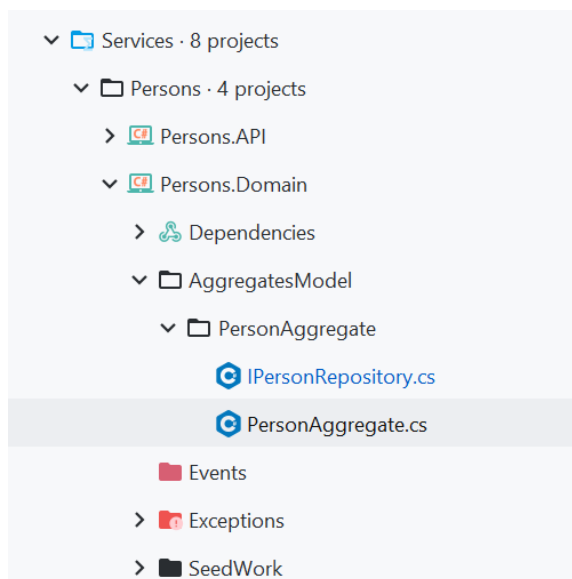 Services · 8 projects
Persons · 4 projects
C# Persons.API
C# Persons.Domain
Dependencies
AggregatesModel
PersonAggregate
IPersonRepository.cs
PersonAggregate.cs
Events
Exceptions
SeedWork